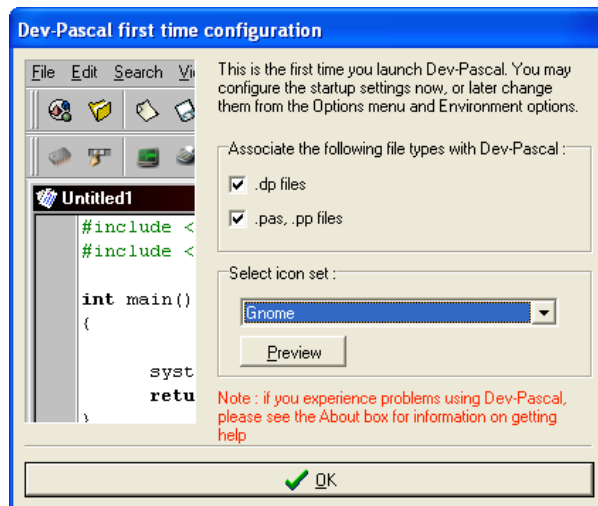 Dev-Pascal first time configuration
File Edit Search Vi
Untitled1
#include <
#include <
int main()
{
syst
retu
}
This is the first time you launch Dev-Pascal. You may
configure the startup settings now, or later change
them from the Options menu and Environment options.
Associate the following file types with Dev-Pascal :
.dp files
.pas, .pp files
Select icon set :
Gnome
Preview
Note : if you experience problems using Dev-Pascal,
please see the About box for information on getting
help
OK